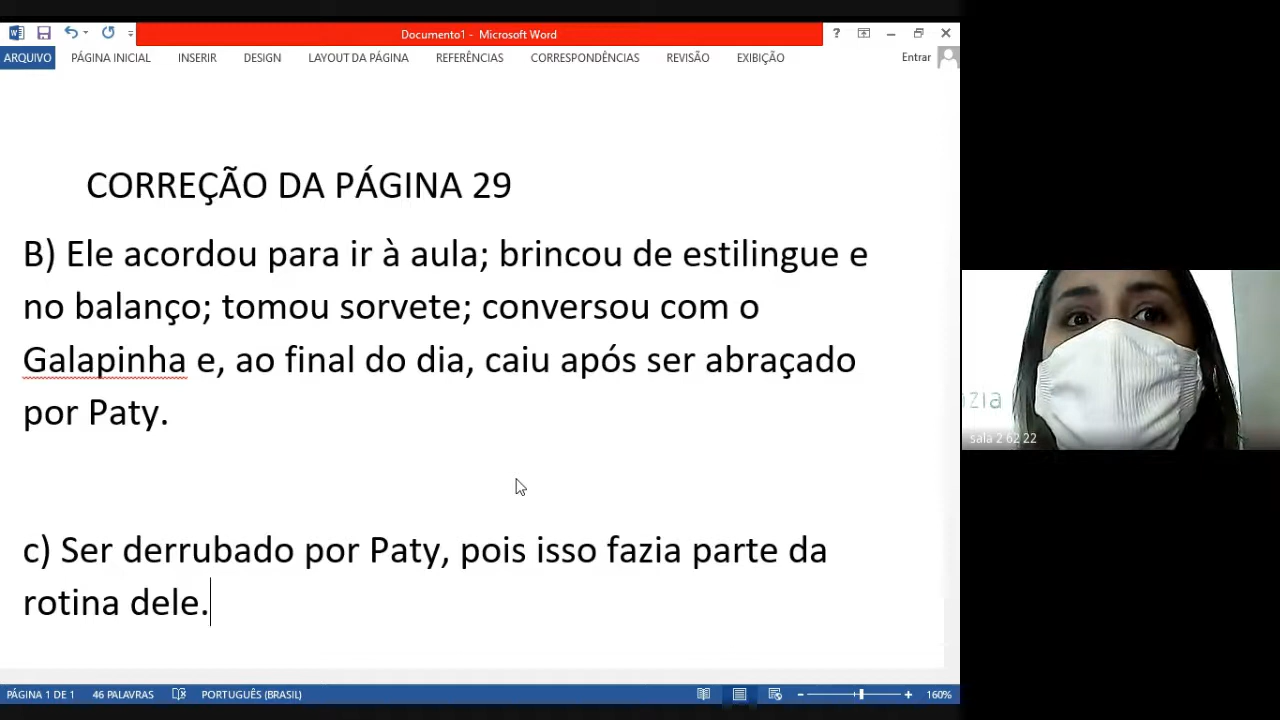 Documento1 - Microsoft Word
?
ARQUIVO PÁGINA INICIAL INSERIR DESIGN LAYOUT DA PÁGINA REFERÊNCIAS CORRESPONDÊNCIAS REVISÃO EXIBIÇÃO Entrar
CORREÇÃO DA PÁGINA 29
B) Ele acordou para ir à aula; brincou de estilingue e
no balanço; tomou sorvete; conversou com o
Galapinha e, ao final do dia, caiu após ser abraçado
por Paty.
c) Ser derrubado por Paty, pois isso fazia parte da
rotina dele.
PÁGINA 1 DE 1 46 PALAVRAS PORTUGUÊS (BRASIL) 160%
zia
sala 2 62 22